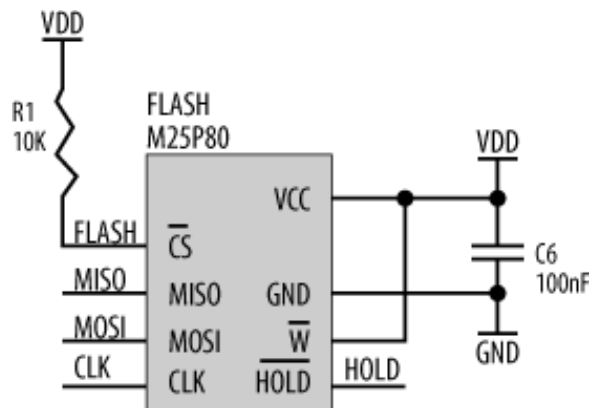 VDD
R1
10K
FLASH
M25P80
VDD
VCC
FLASH
CS
C6
100nF
MISO
MISO
GND
MOSI
MOSI
W
GND
CLK
CLK
HOLD
HOLD